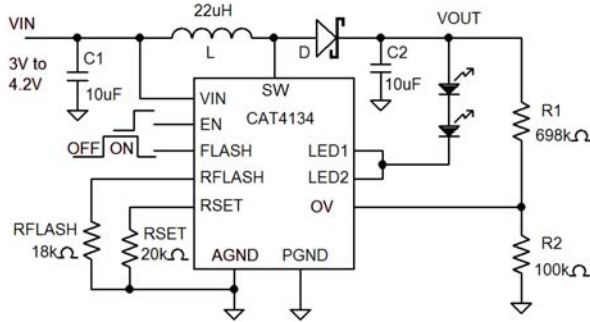 22uH
VIN
VOUT
C1
L
D
C2
3V to
4.2V
10uF
10uF
SW
VIN
CAT4134
R1
EN
698kΩ
OFF
ON
FLASH
LED1
RFLASH
LED2
RSET
OV
RFLASH
RSET
R2
18kΩ
20kΩ
AGND
PGND
100kΩ